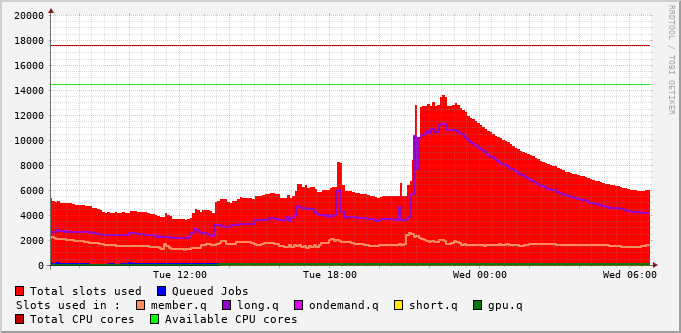 20000
18000
16000
14000
12000
10000
8000
6000
4000
2000
0
Tue 12:00 Tue 18:00 Wed 00:00 Wed 06:00
RRDTOOL / TOBI OETIKER
Total slots used Queued Jobs
Slots used in : member.q long.q ondemand.q short.q gpu.q
Total CPU cores Available CPU cores